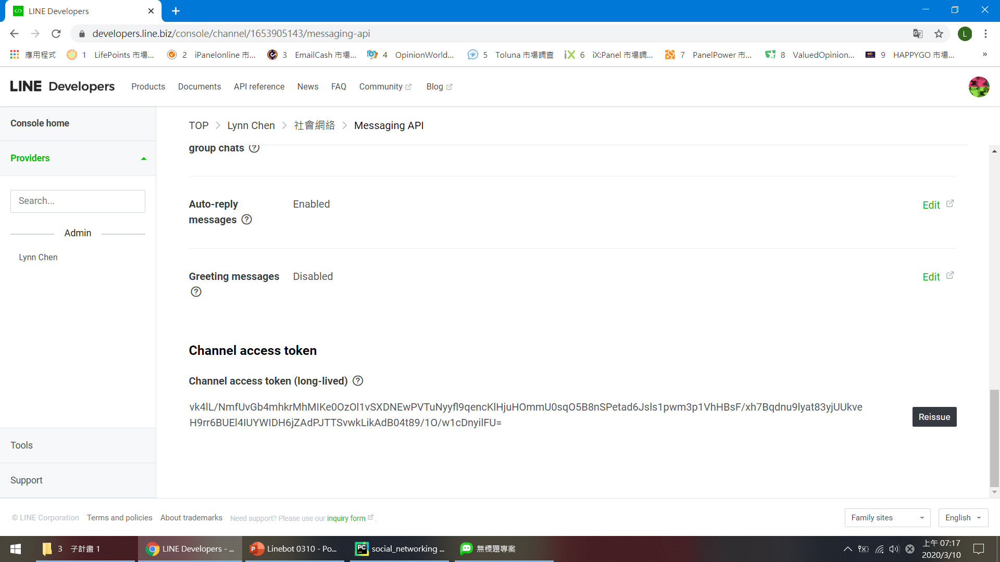 LINE Developers
developers.line.biz/console/channel/1653905143/messaging-api
L
應用程式
1 LifePoints 市場...
2 iPanelonline 市...
3 EmailCash 市場...
4 OpinionWorld...
5 Toluna 市場調查
6 iX:Panel 市場調...
7 PanelPower 市...
8 ValuedOpinion...
9 HAPPYGO 市場...
»
LINE Developers
Products
Documents
API reference
News
FAQ
Community
Blog
Console home
Providers
Search...
Admin
Lynn Chen
Tools
Support
TOP > Lynn Chen > 社會網絡 > Messaging API
group chats
Auto-reply
messages
Enabled
Edit
Greeting messages
Disabled
Edit
Channel access token
Channel access token (long-lived)
vk4lL/NmfUvGb4mhkrMhMIKe0OzOl1vSXDNEwPVTuNyyfl9qencKlHjuHOmmU0sqO5B8nSPetad6Jsls1pwm3p1VhHBsF/xh7Bqdnu9lyat83yjUUkve
H9rr6BUEl4IUYWIDH6jZAdPJTTSvwkLikAdB04t89/1O/w1cDnyilFU=
Reissue
© LINE Corporation
Terms and policies
About trademarks
Need support? Please use our inquiry form .
Family sites
English
3 子計畫 1
LINE Developers - ...
Linebot 0310 - Po...
social_networking ...
無標題專案
上午 07:17
2020/3/10